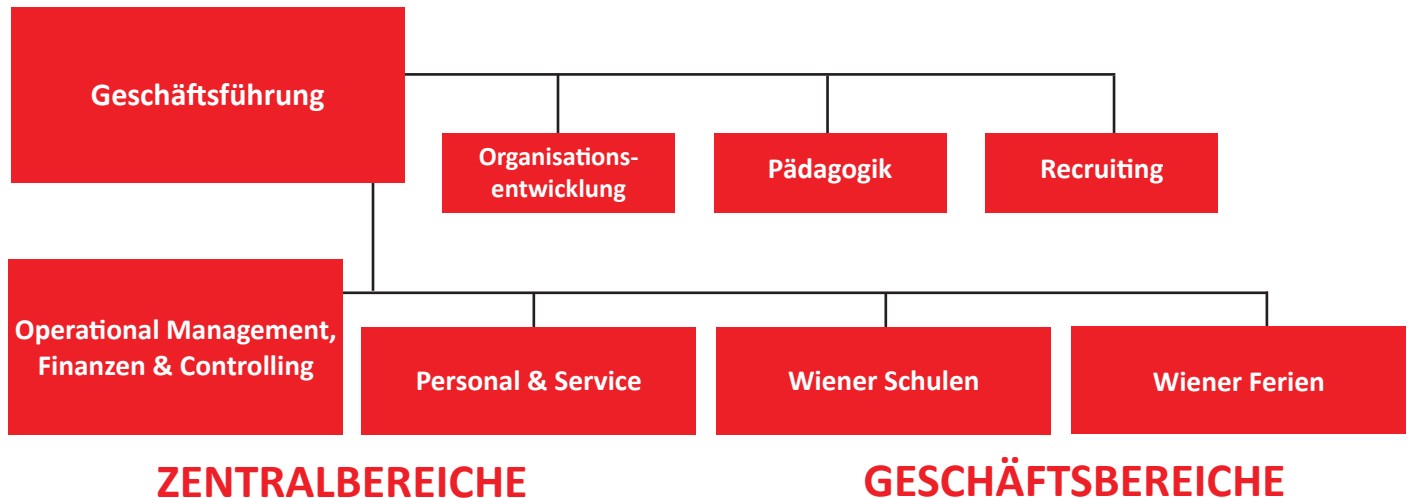 Geschäftsführung
Organisations-
entwicklung
Pädagogik
Recruiting
Operational Management,
Finanzen & Controlling
Personal & Service
Wiener Schulen
Wiener Ferien
ZENTRALBEREICHE
GESCHÄFTSBEREICHE